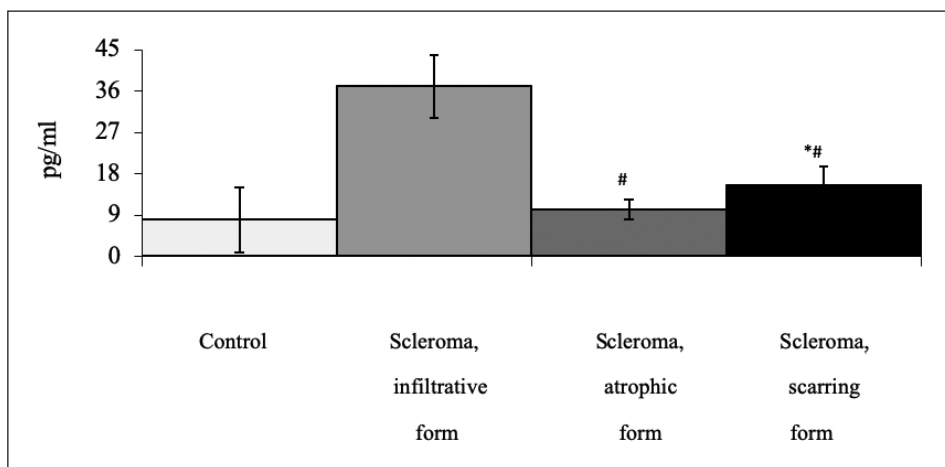 pg/ml
45
36
27
18
9
0
#
*#
Control
Scleroma,
infiltrative
form
Scleroma,
atrophic
form
Scleroma,
scarring
form